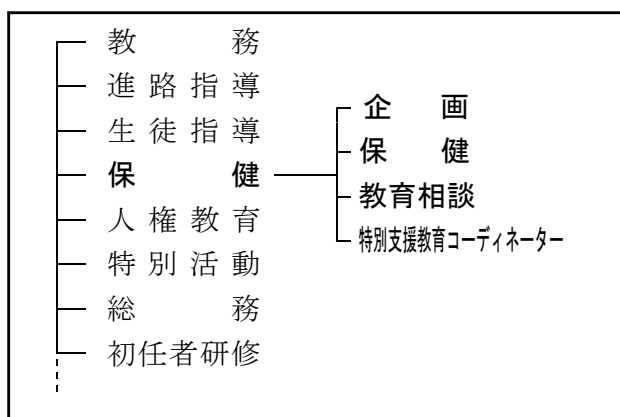 教務
進路指導
生徒指導
保健
人権教育
特別活動
総務
初任者研修
企画
保健
教育相談
特別支援教育コーディネーター